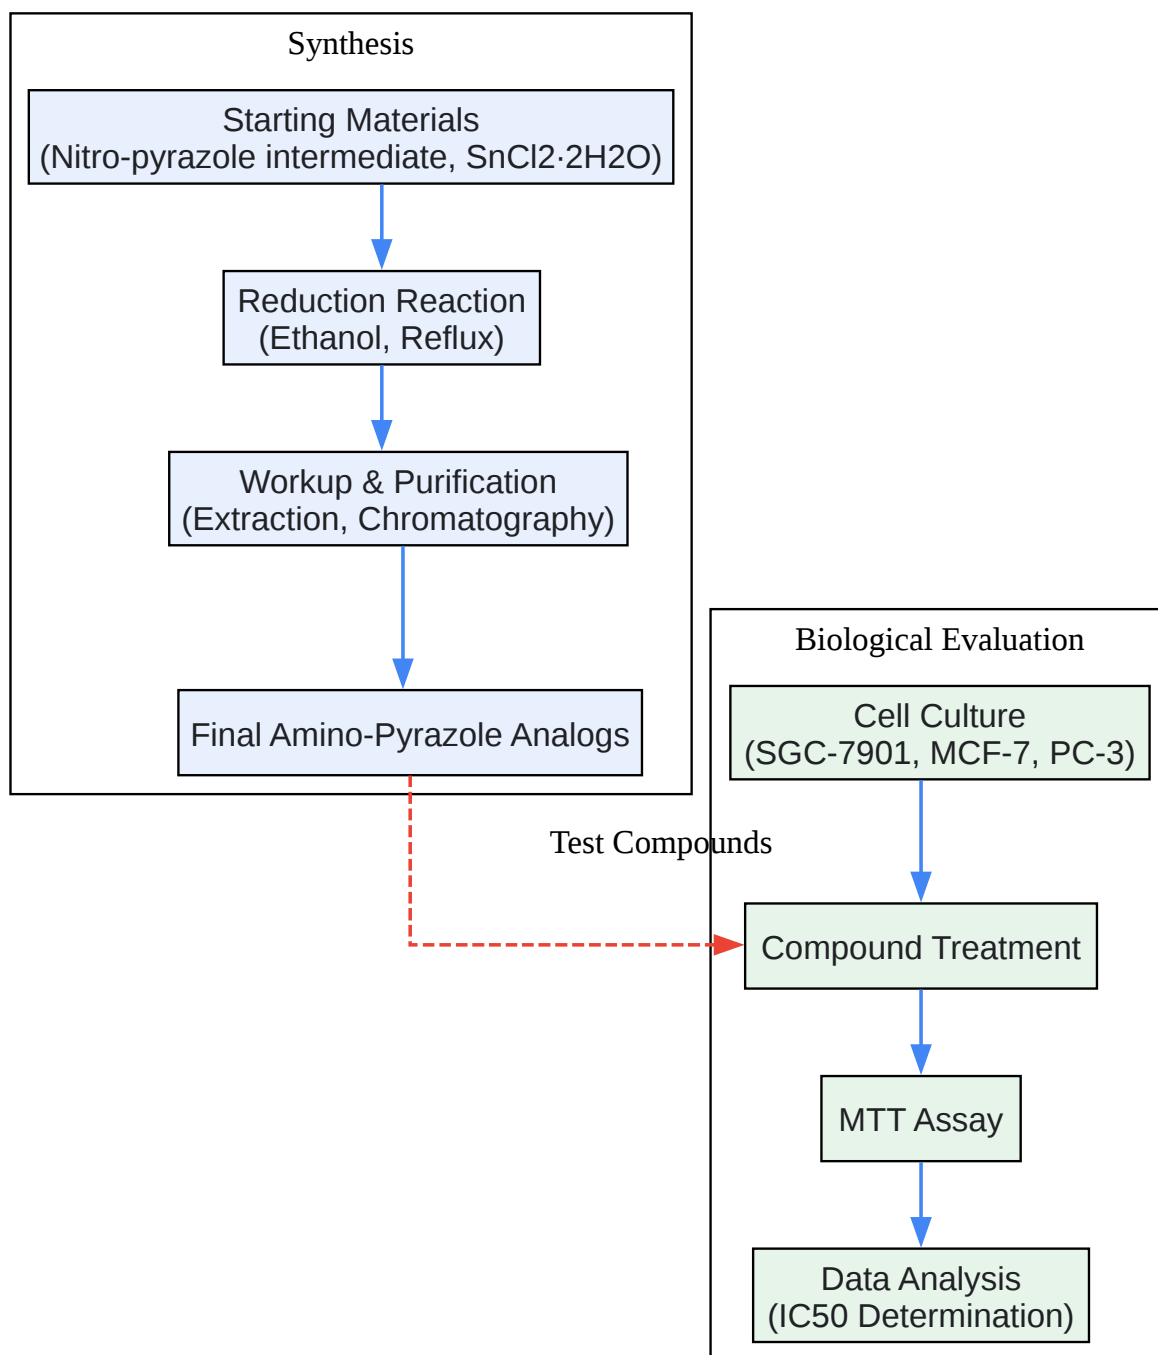 Synthesis
Starting Materials
(Nitro-pyrazole intermediate, SnCl2·2H2O)
Reduction Reaction
(Ethanol, Reflux)
Workup & Purification
(Extraction, Chromatography)
Final Amino-Pyrazole Analogs
Test Compounds
Biological Evaluation
Cell Culture
(SGC-7901, MCF-7, PC-3)
Compound Treatment
MTT Assay
Data Analysis
(IC50 Determination)